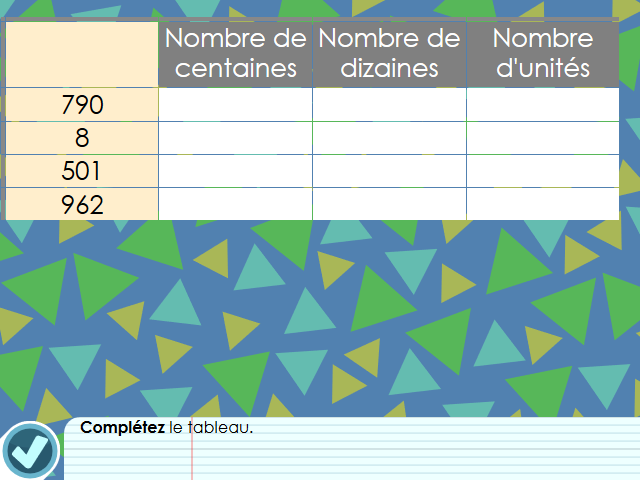 Nombre de centaines
Nombre de dizaines
Nombre d'unités
790
8
501
962
Complétez le tableau.